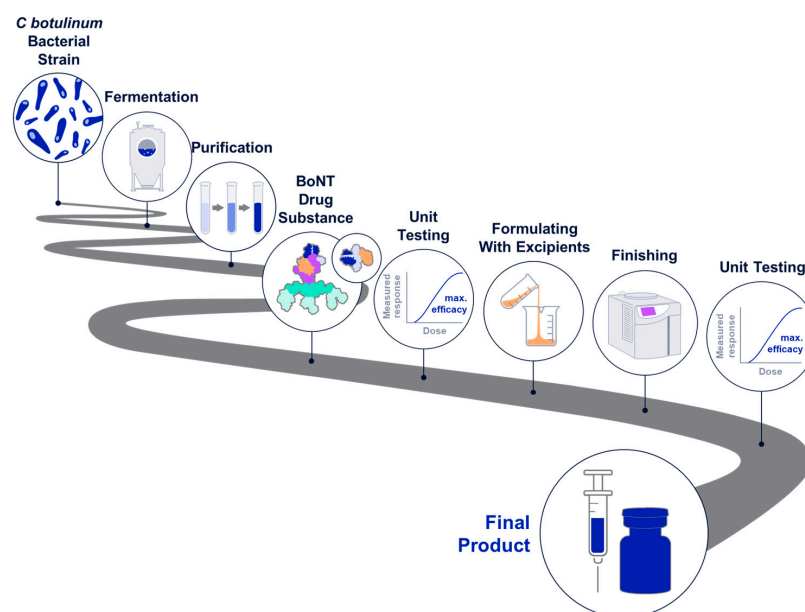 C botulinum
Bacterial
Strain
Fermentation
Purification
BoNT
Drug
Substance
Unit
Testing
Measured
response
max.
efficacy
Dose
Formulating
With Excipients
Finishing
Unit Testing
Measured
response
max.
efficacy
Dose
Final
Product